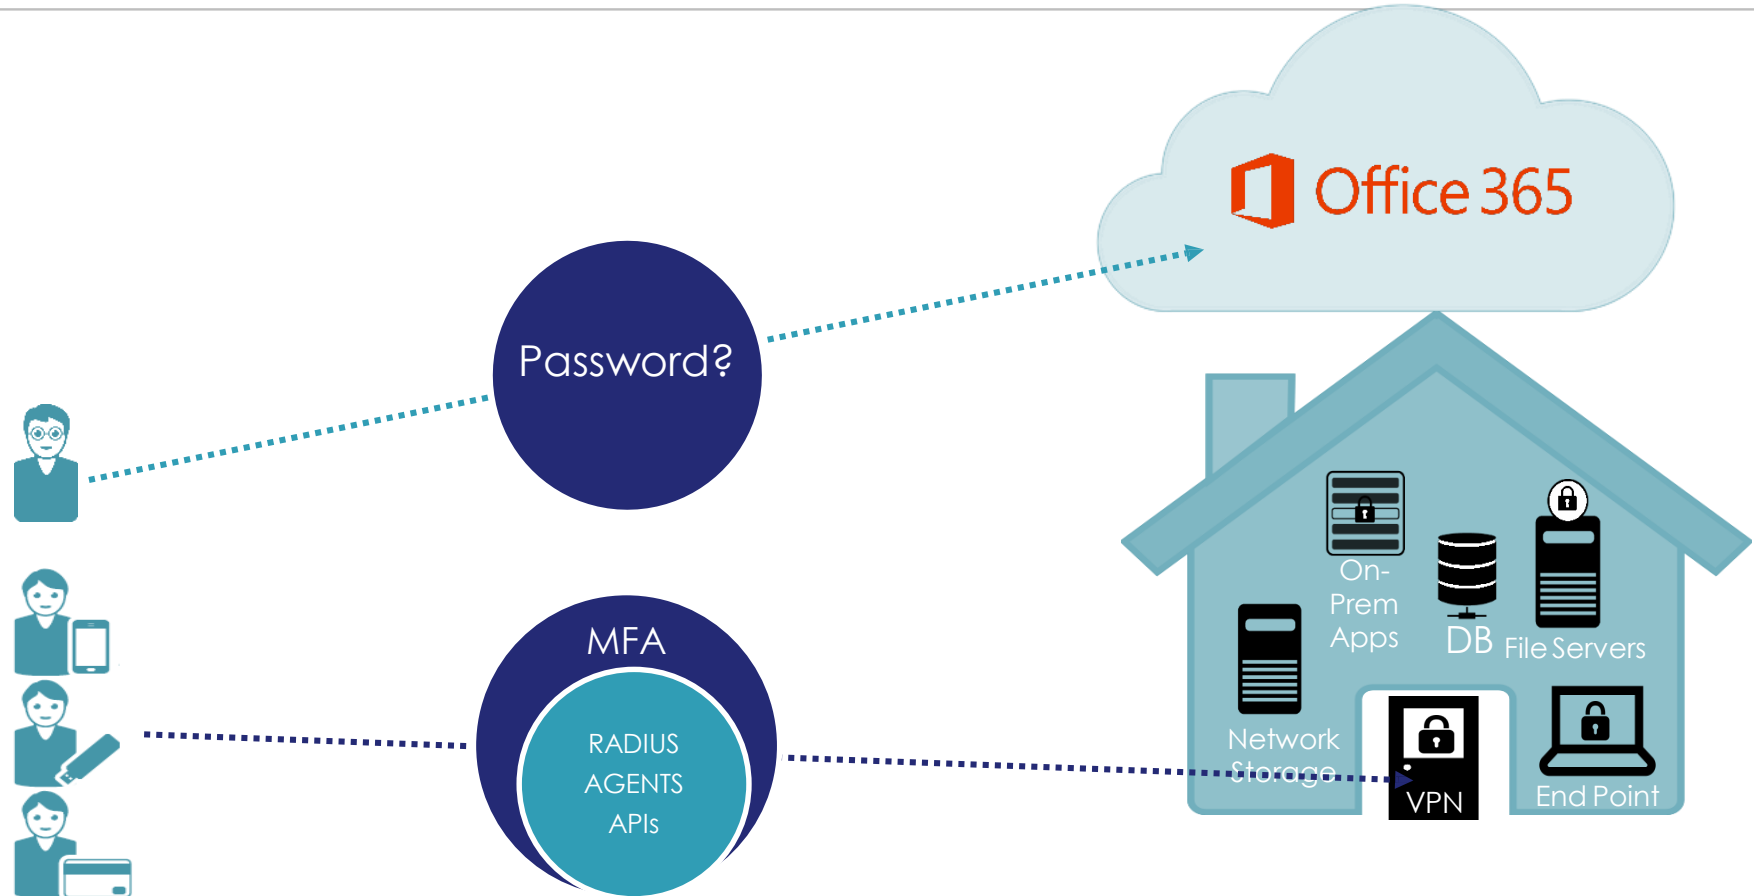 Office 365
Password?
On-
Prem
Apps
DB
File Servers
MFA
RADIUS
AGENTS
APIs
Network
Storage
VPN
End Point